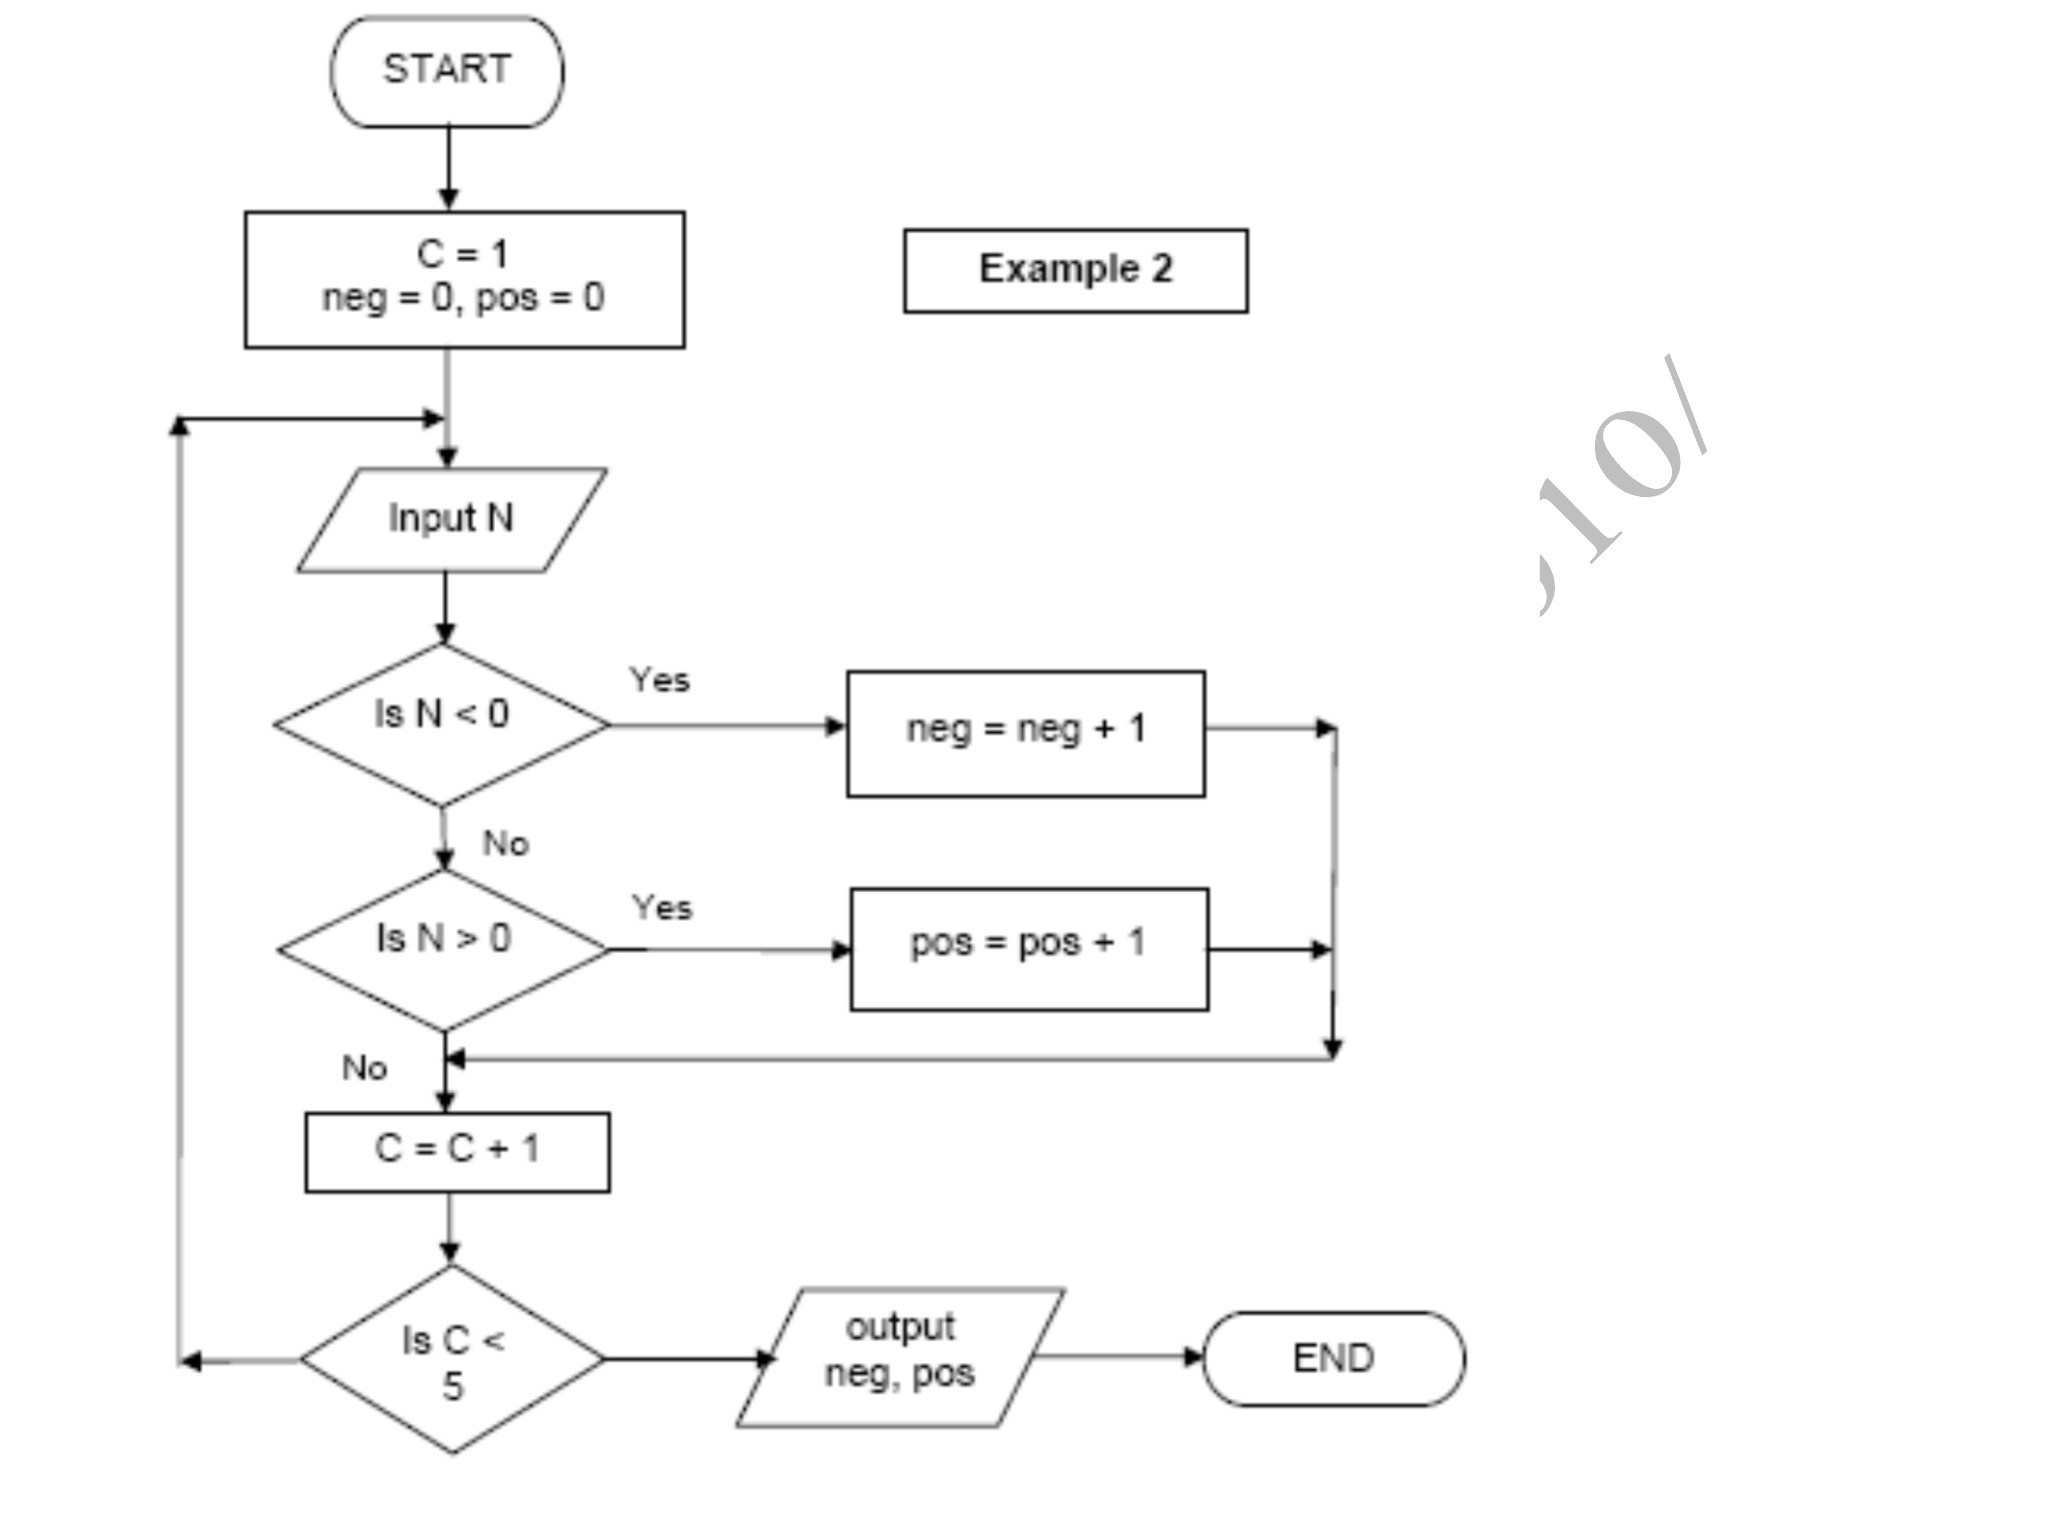 START
C = 1
neg = 0, pos = 0
Example 2
Input N
Is N < 0
Yes
neg = neg + 1
No
Is N > 0
Yes
pos = pos + 1
No
C = C + 1
Is C <
5
output
neg, pos
END
,10/